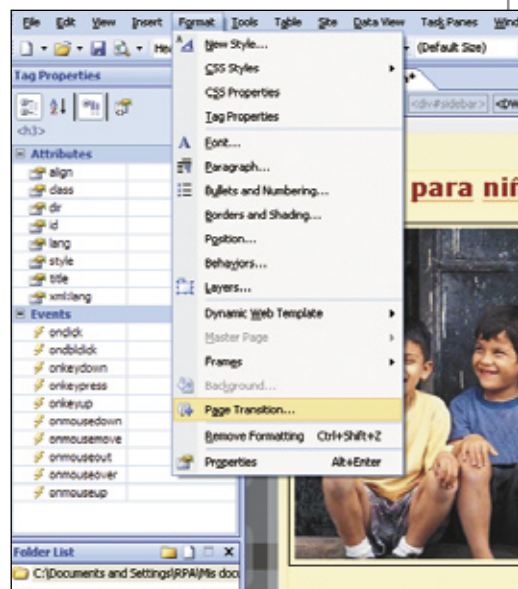 File Edit View Insert Format Tools Table Site Data View Task Panes
(Default Size)
Tag Properties
<h3>
Attributes
align
class
dir
id
lang
style
title
xml:lang
Events
onclick
ondblclick
onkeydown
onkeypress
onkeyup
onmousedown
onmousemove
onmouseout
onmouseover
onmouseup
Folder List
C:\Documents and Settings\RPA\Mis doc
New Style...
CSS Styles
CSS Properties
Tag Properties
Font...
Paragraph...
Bullets and Numbering...
Borders and Shading...
Position...
Behaviors...
Layers...
Dynamic Web Template
Master Page
Frames
Background...
Page Transition...
Remove Formatting Ctrl+Shift+Z
Properties Alt+Enter
<div#sidebar>
para niñ